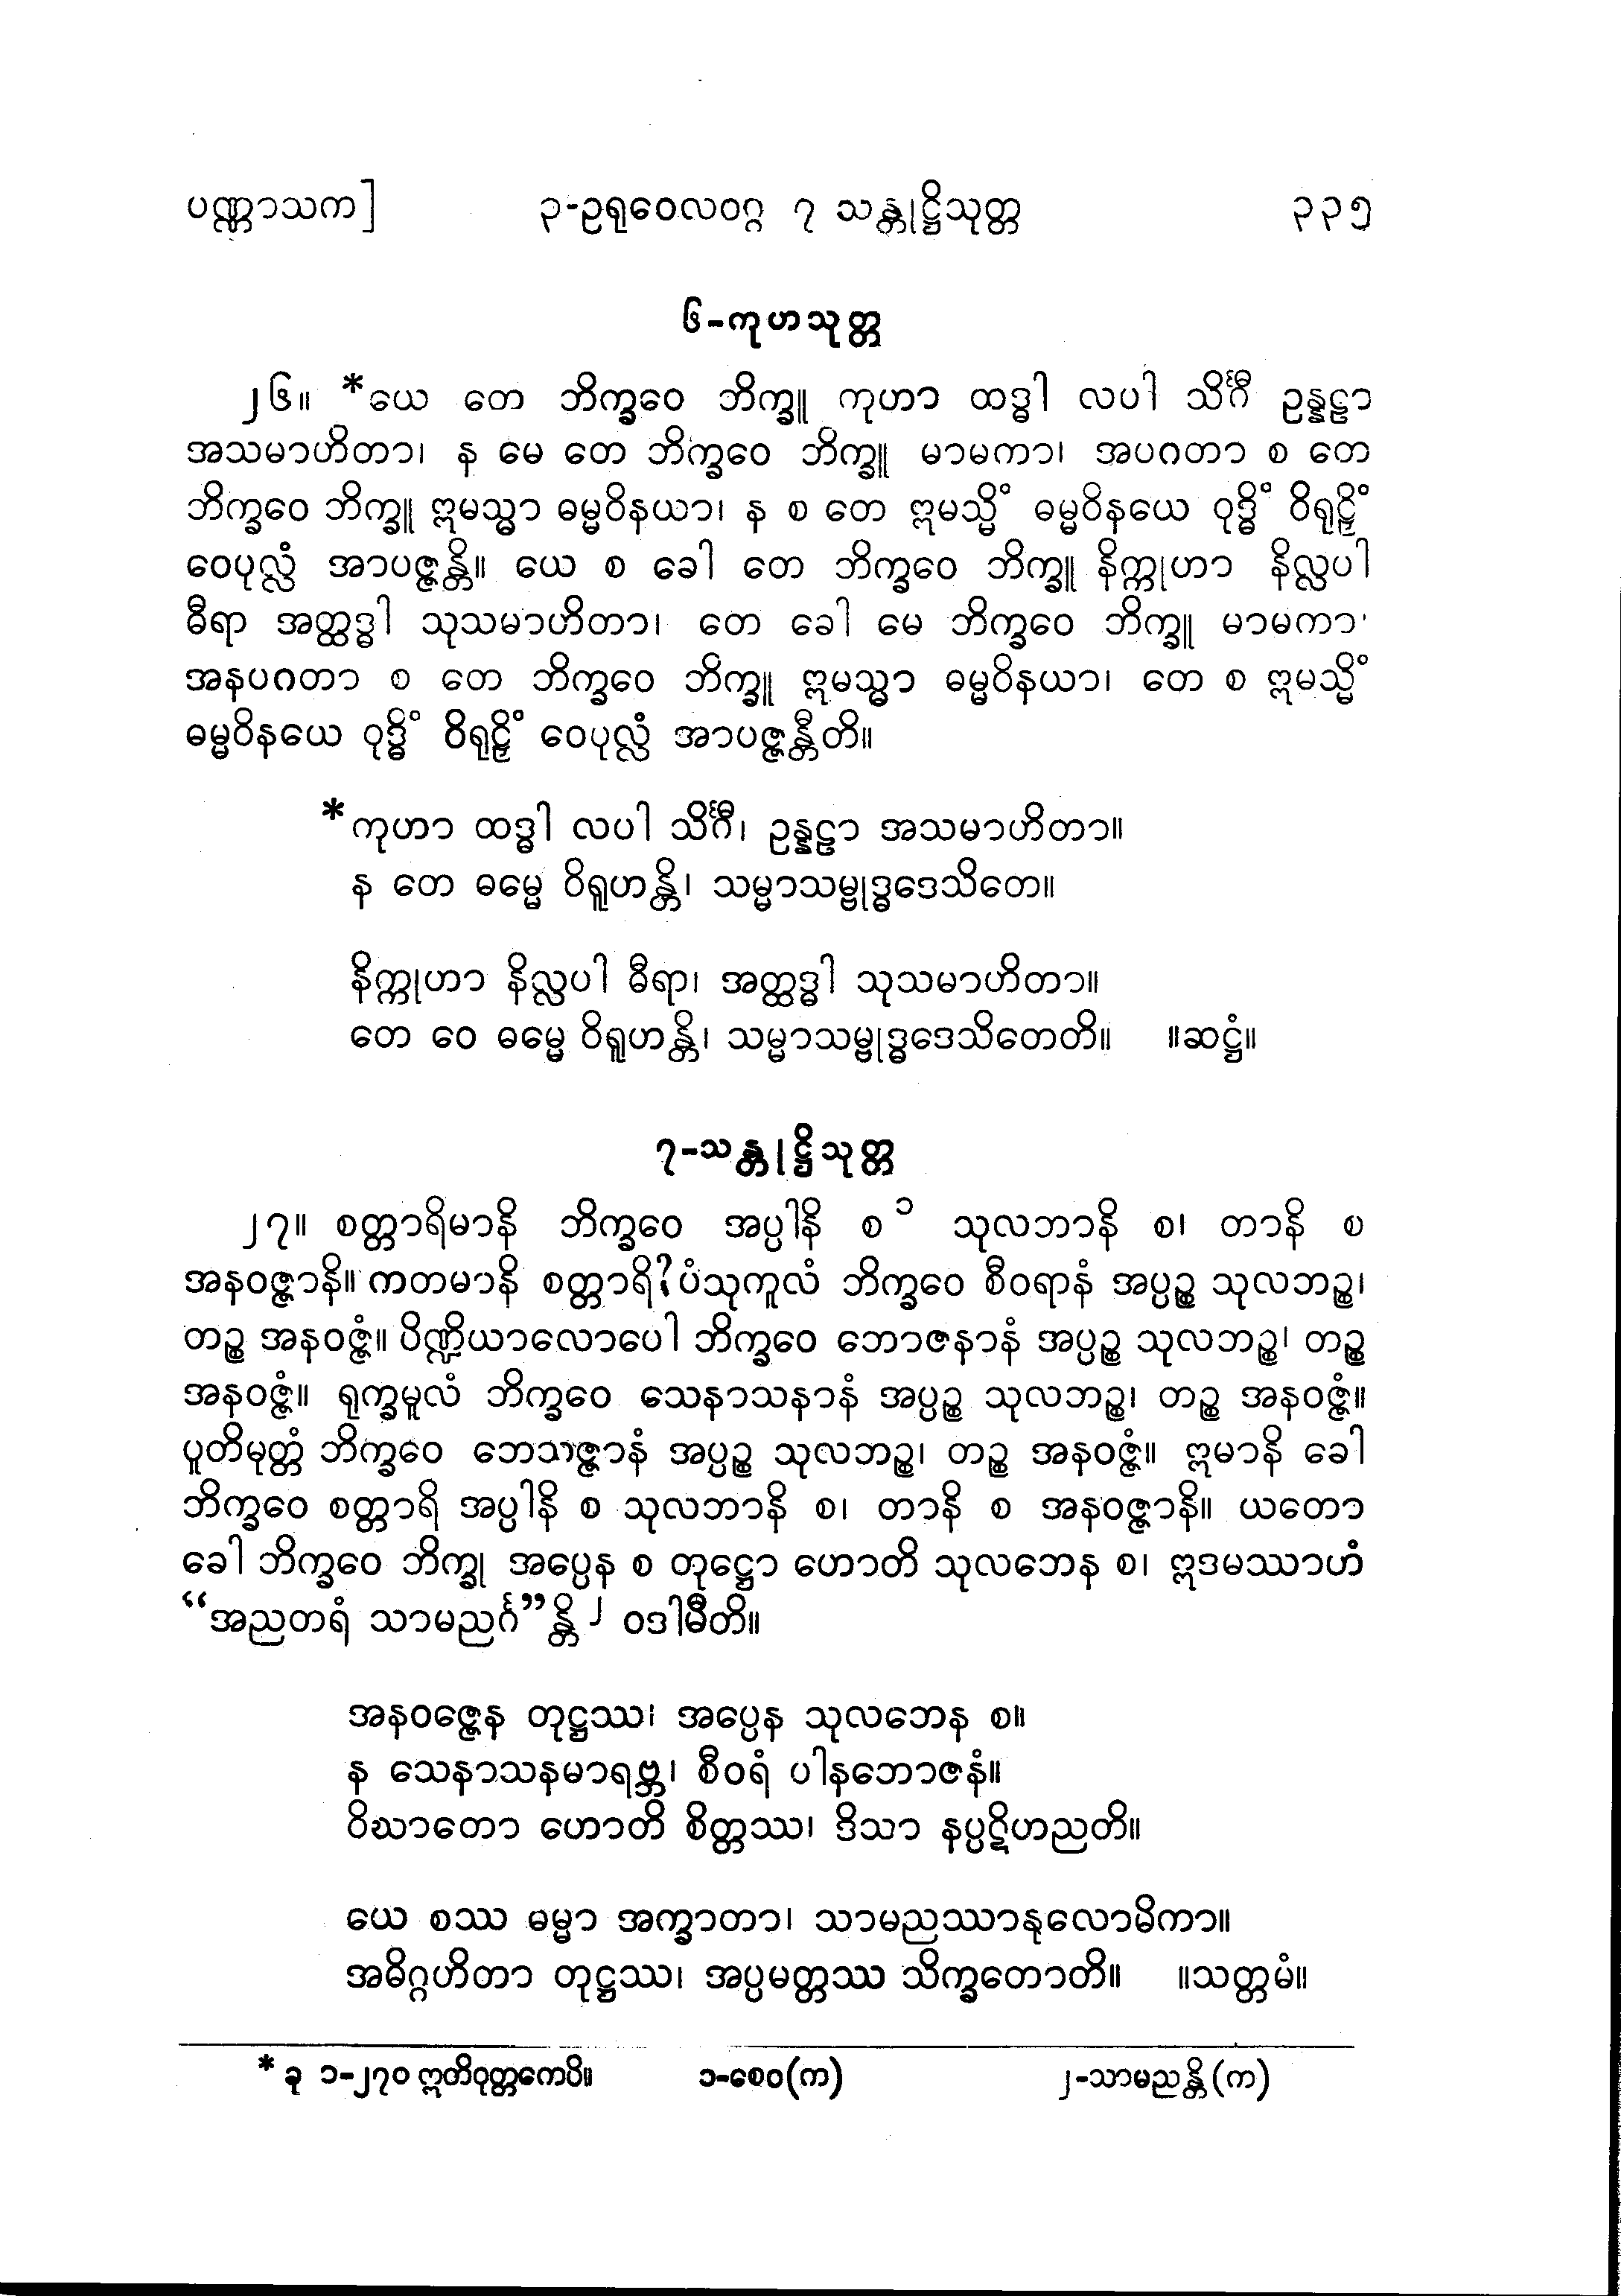 ပဏ္ဏာသက]	၃-ဥရုဝေလဝဂ္ဂ ၇ သန္တုဋ္ဌိသုတ္တ	၃၃၅
၆-ကုဟသုတ္တ
၂၆။ *ယေ တေ ဘိက္ခဝေ ဘိက္ခူ ကုဟာ ထဒ္ဓါ လပါ သိင်္ဂီ ဥန္နဠာ
အသမာဟိတာ၊ န မေ တေ ဘိက္ခဝေ ဘိက္ခူ မာမကာ၊ အပဂတာ စ တေ
ဘိက္ခဝေ ဘိက္ခူ ဣမသ္မာ ဓမ္မဝိနယာ၊ န စ တေ ဣမသ္မိံ ဓမ္မဝိနယေ ဝုဒ္ဓိံ ဝိရုဠှိံ
ဝေပုလ္လံ အာပဇ္ဇန္တိ။ ယေ စ ခေါ တေ ဘိက္ခဝေ ဘိက္ခူ နိက္ကုဟာ နိလ္လပါ
ဓီရာ အတ္ထဒ္ဓါ သုသမာဟိတာ၊ တေ ခေါ မေ ဘိက္ခဝေ ဘိက္ခူ မာမကာ၊
အနပဂတာ စ တေ ဘိက္ခဝေ ဘိက္ခူ ဣမသ္မာ ဓမ္မဝိနယာ၊ တေ စ ဣမသ္မိံ
ဓမ္မဝိနယေ ဝုဒ္ဓိံ ဝိရုဠှိံ ဝေပုလ္လံ အာပဇ္ဇန္တီတိ။
*ကုဟာ ထဒ္ဓါ လပါ သိင်္ဂီ၊ ဥန္နဠာ အသမာဟိတာ။
န တေ ဓမ္မေ ဝိရူဟန္တိ၊ သမ္မာသမ္ဗုဒ္ဓဒေသိတေ။
နိက္ကုဟာ နိလ္လပါ ဓီရာ၊ အတ္ထဒ္ဓါ သုသမာဟိတာ။
တေ ဝေ ဓမ္မေ ဝိရူဟန္တိ၊ သမ္မာသမ္ဗုဒ္ဓဒေသိတေတိ။ ။ဆဋ္ဌံ။
၇-သန္တုဋ္ဌိသုတ္တ
၂၇။ စတ္တာရိမာနိ ဘိက္ခဝေ အပ္ပါနိ စ ၁ သုလဘာနိ စ၊ တာနိ စ
အနဝဇ္ဇာနိ။ ကတမာနိ စတ္တာရိ? ပံသုကူလံ ဘိက္ခဝေ စီဝရာနံ အပ္ပဉ္စ သုလဘဉ္စ၊
တဉ္စ အနဝဇ္ဇံ။ ပိဏ္ဍိယာလောပေါ ဘိက္ခဝေ ဘောဇနာနံ အပ္ပဉ္စ သုလဘဉ္စ၊ တဉ္စ
အနဝဇ္ဇံ။ ရုက္ခမူလံ ဘိက္ခဝေ သေနာသနာနံ အပ္ပဉ္စ သုလဘဉ္စ၊ တဉ္စ အနဝဇ္ဇံ။
ပူတိမုတ္တံ ဘိက္ခဝေ ဘေသဇ္ဇာနံ အပ္ပဉ္စ သုလဘဉ္စ၊ တဉ္စ အနဝဇ္ဇံ။ ဣမာနိ ခေါ
ဘိက္ခဝေ စတ္တာရိ အပ္ပါနိ စ သုလဘာနိ စ၊ တာနိ စ အနဝဇ္ဇာနိ။ ယတော
ခေါ ဘိက္ခဝေ ဘိက္ခု အပ္ပေန စ တုဋ္ဌော ဟောတိ သုလဘေန စ၊ ဣဒမဿာဟံ
“အညတရံ သာမညင်္ဂ”န္တိ ၂ ဝဒါမီတိ။
အနဝဇ္ဇေန တုဋ္ဌဿ၊ အပ္ပေန သုလဘေန စ။
န သေနာသနမာရဗ္ဘ၊ စီဝရံ ပါနဘောဇနံ။
ဝိဃာတော ဟောတိ စိတ္တဿ၊ ဒိသာ နပ္ပဋိဟညတိ။
ယေ စဿ ဓမ္မာ အက္ခာတာ၊ သာမညဿာနုလောမိကာ။
အဓိဂ္ဂဟိတာ တုဋ္ဌဿ၊ အပ္ပမတ္တဿ သိက္ခတောတိ။ ။သတ္တမံ။
* ခု ၁-၂၇၀ ဣတိဝုတ္တကေပိ။	၁-စေဝ(က)	၂-သာမညန္တိ(က)